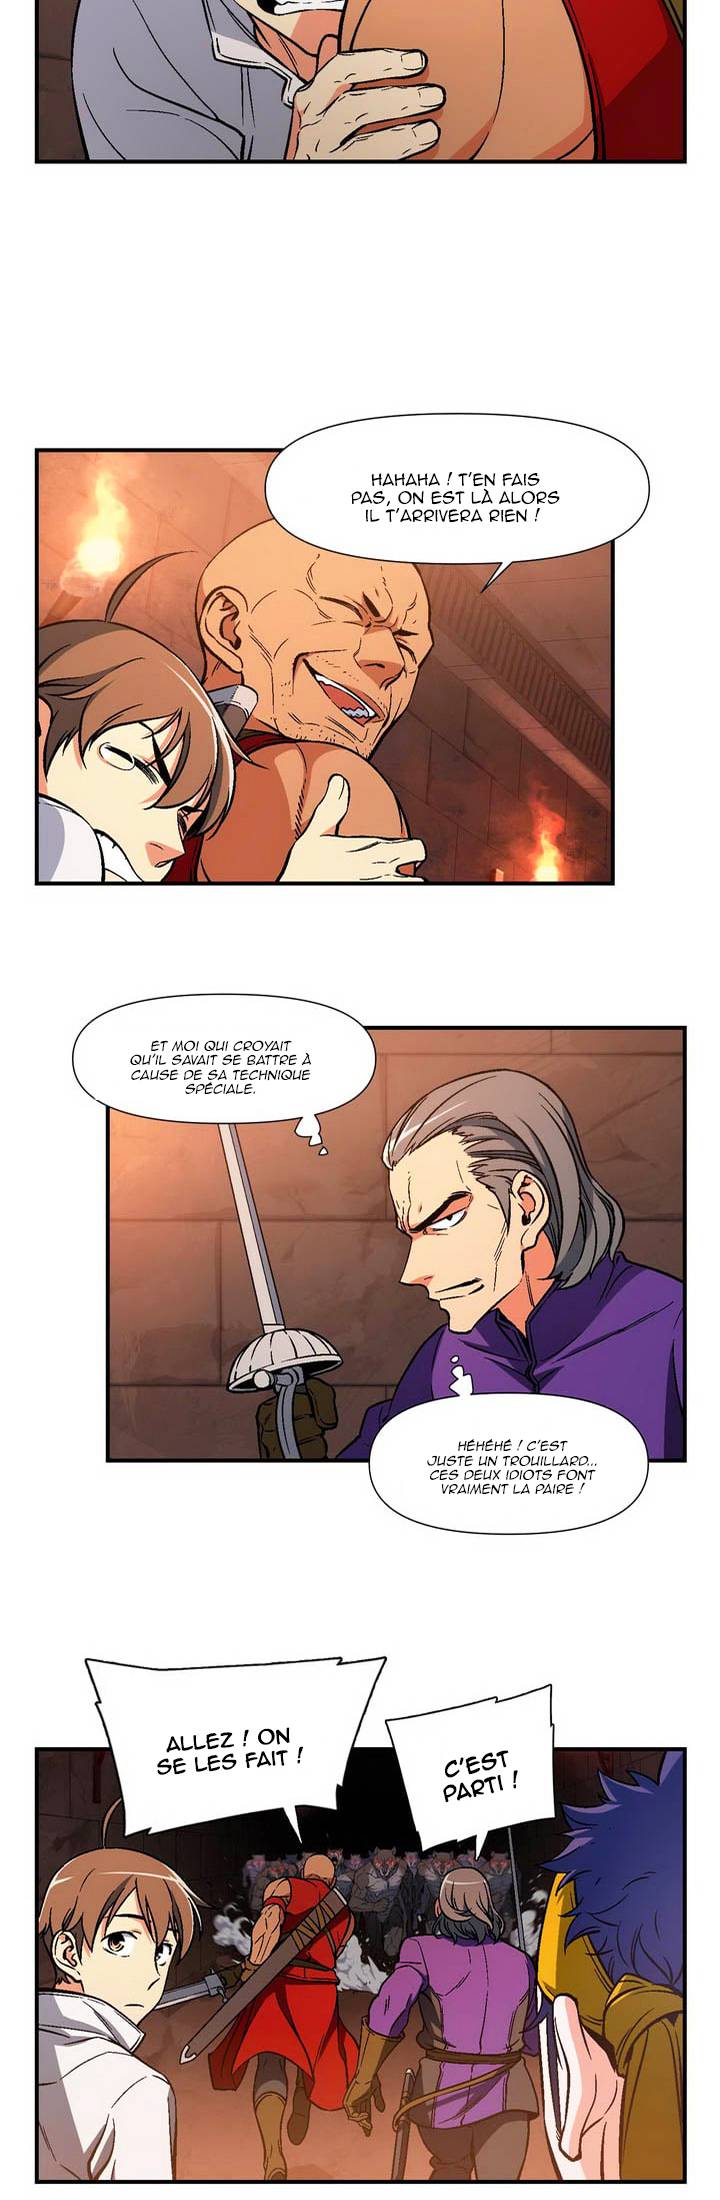 HAHAHA ! T'EN FAIS
PAS, ON EST LÀ ALORS
IL T'ARRIVERA RIEN !
ET MOI QUI CROYAIT
QU'IL SAVAIT SE BATTRE À
CAUSE DE SA TECHNIQUE
SPÉCIALE.
HÉHÉHÉ ! C'EST
JUSTE UN TROUILLARD...
CES DEUX IDIOTS FONT
VRAIMENT LA PAIRE !
ALLEZ ! ON
SE LES FAIT !
C'EST
PARTI !